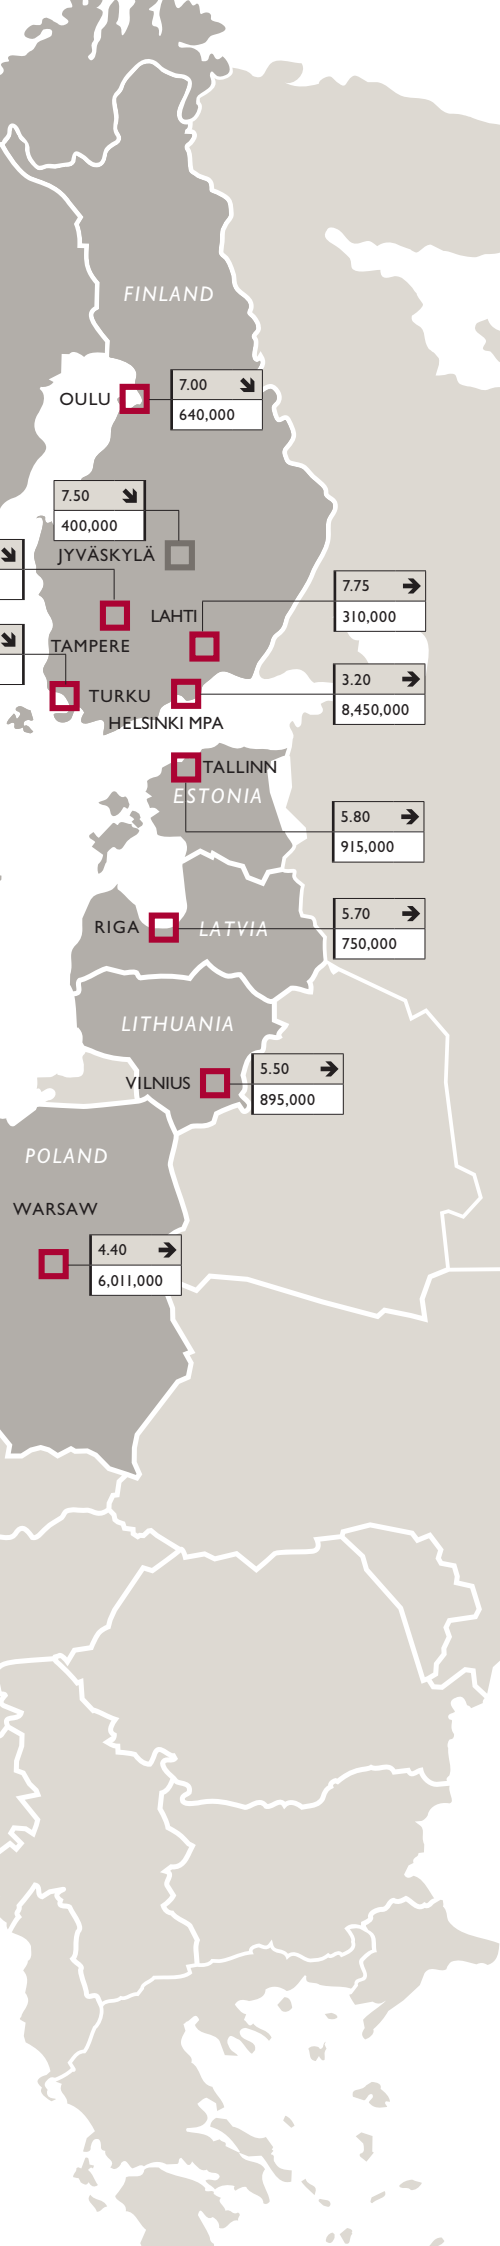 FINLAND
OULU
7.00
640,000
7.50
400,000
JYVÄSKYLÄ
7.75
310,000
LAHTI
TAMPERE
3.20
8,450,000
TURKU
HELSINKI MPA
TALLINN
ESTONIA
5.80
915,000
5.70
750,000
RIGA
LATVIA
LITHUANIA
5.50
895,000
VILNIUS
POLAND
WARSAW
4.40
6,011,000